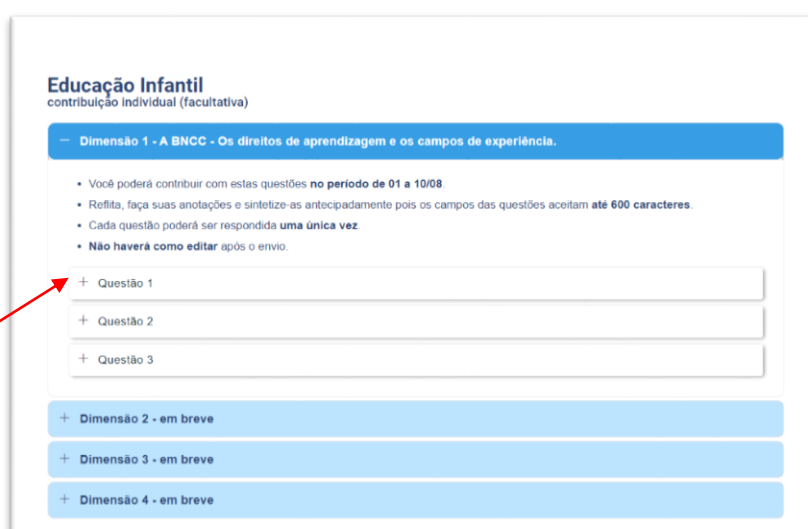 Educação Infantil
contribuição individual (facultativa)
Dimensão 1 - A BNCC - Os direitos de aprendizagem e os campos de experiência.
• Você poderá contribuir com estas questões no período de 01 a 10/08.
• Reflita, faça suas anotações e sintetize-as antecipadamente pois os campos das questões aceitam até 600 caracteres.
• Cada questão poderá ser respondida uma única vez.
• Não haverá como editar após o envio.
+ Questão 1
+ Questão 2
+ Questão 3
+ Dimensão 2 - em breve
+ Dimensão 3 - em breve
+ Dimensão 4 - em breve